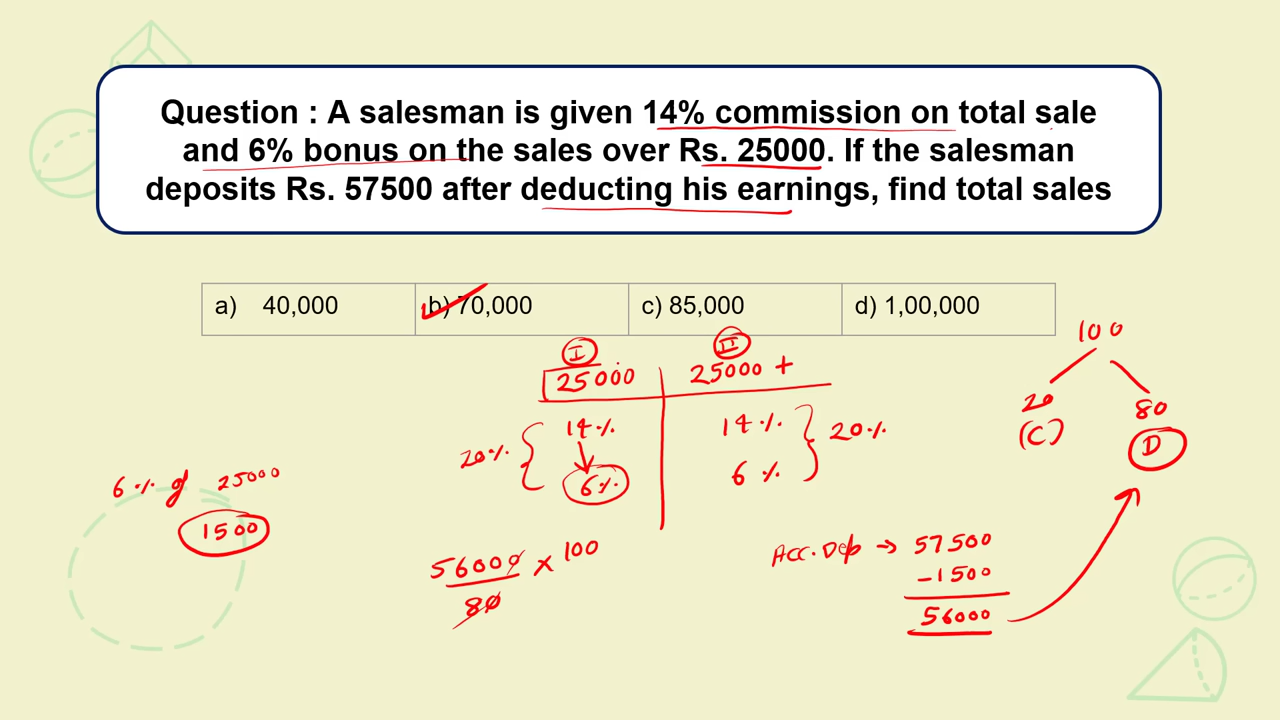 Question : A salesman is given 14% commission on total sale
and 6% bonus on the sales over Rs. 25000. If the salesman
deposits Rs. 57500 after deducting his earnings, find total sales
a) 40,000 b) 70,000 c) 85,000 d) 1,00,000
I II
25000 25000 +
14% 14%
20% 6% 6% 20%
100
20 80
(C) D
6% of 25000
1500
56000 × 100
80
Acc. Dep → 57500
-1500
56000